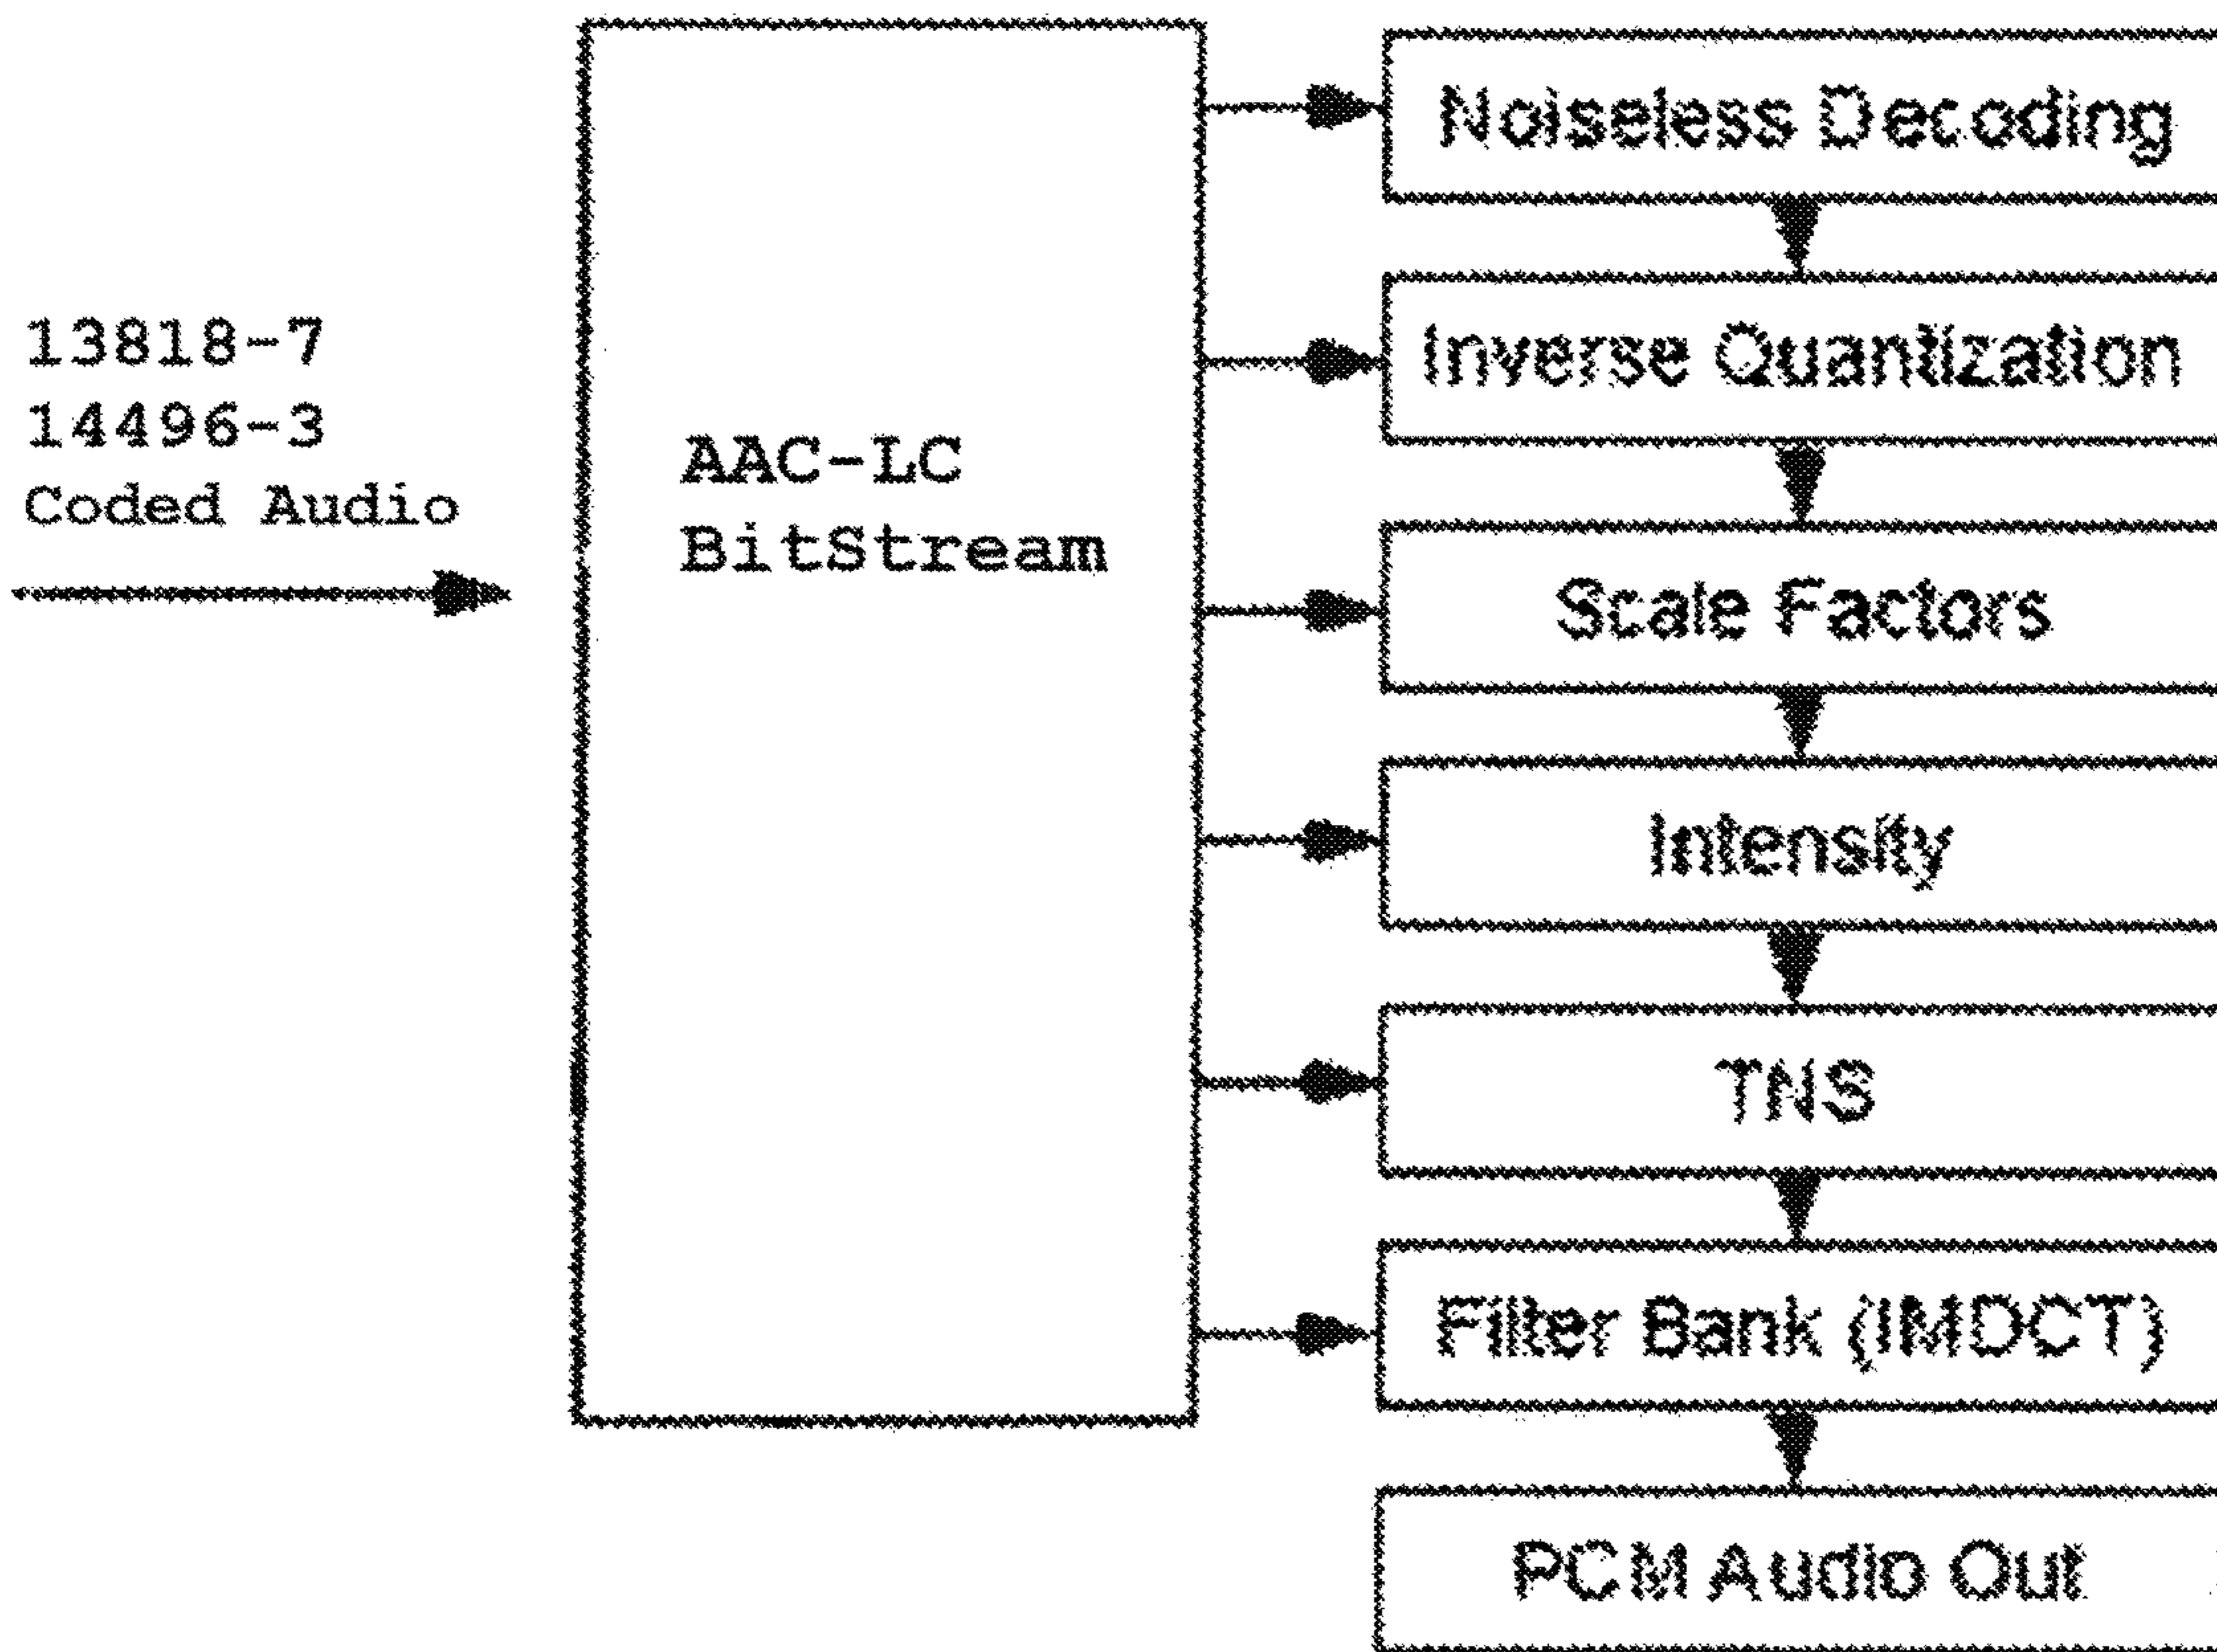 13818-7
14496-3
Coded Audio
AAC-LC
BitStream
Noiseless Decoding
Inverse Quantization
Scale Factors
Intensity
TNS
Filter Bank (IMDCT)
PCM Audio Out